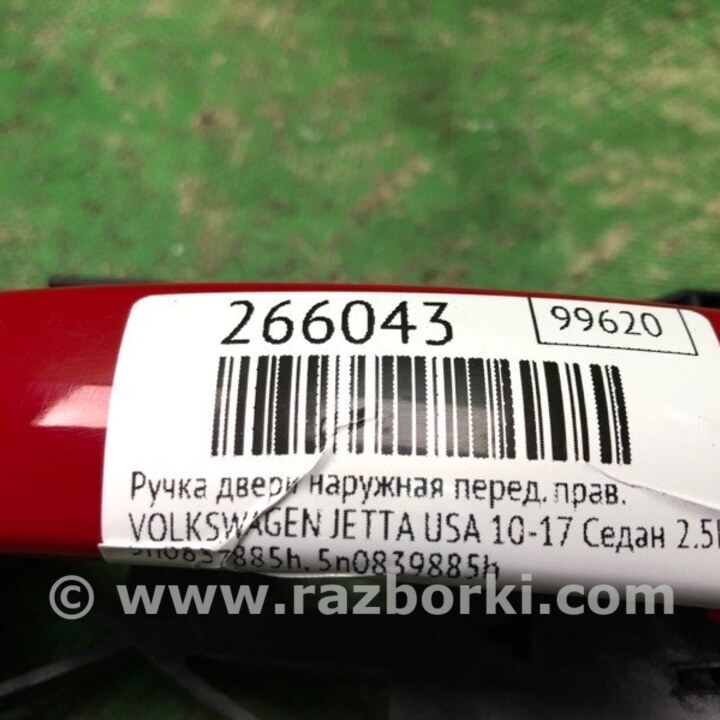 266043
99620
Ручка двери наружная перед. прав.
VOLKSWAGEN JETTA USA 10-17 Седан 2.5
5n0837885h, 5n0839885h
© www.razborki.com